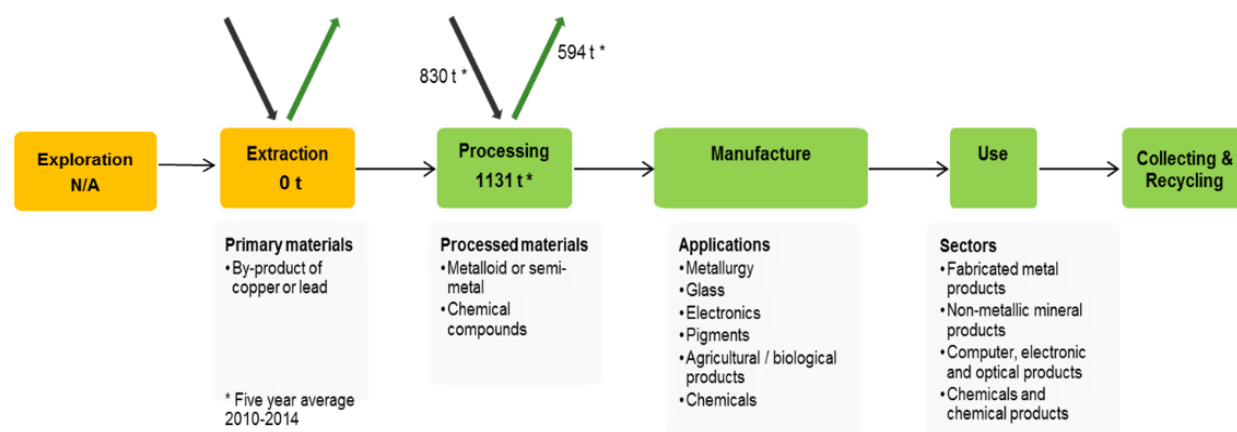 830 t *
594 t *
Exploration
N/A
Extraction
0 t
Processing
1131 t *
Manufacture
Use
Collecting &
Recycling
Primary materials
•By-product of
copper or lead
* Five year average
2010-2014
Processed materials
•Metalloid or semi-
metal
•Chemical
compounds
Applications
•Metallurgy
•Glass
•Electronics
•Pigments
•Agricultural / biological
products
•Chemicals
Sectors
•Fabricated metal
products
•Non-metallic mineral
products
•Computer, electronic
and optical products
•Chemicals and
chemical products